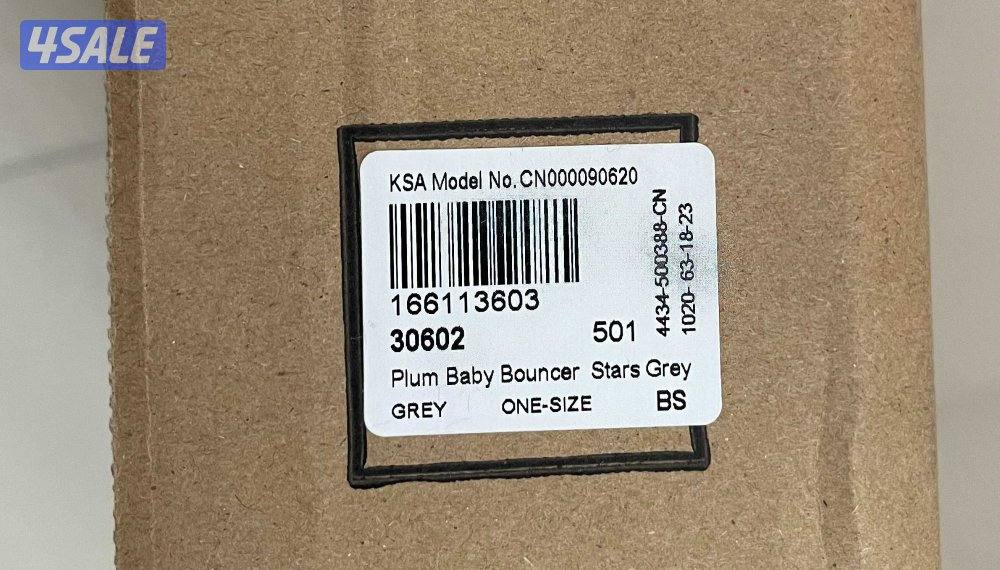 4SALE
KSA Model No. CN000090620
166113603
30602 501
Plum Baby Bouncer Stars Grey
GREY ONE-SIZE BS
4434-500388-CN
1020- 63-18-23